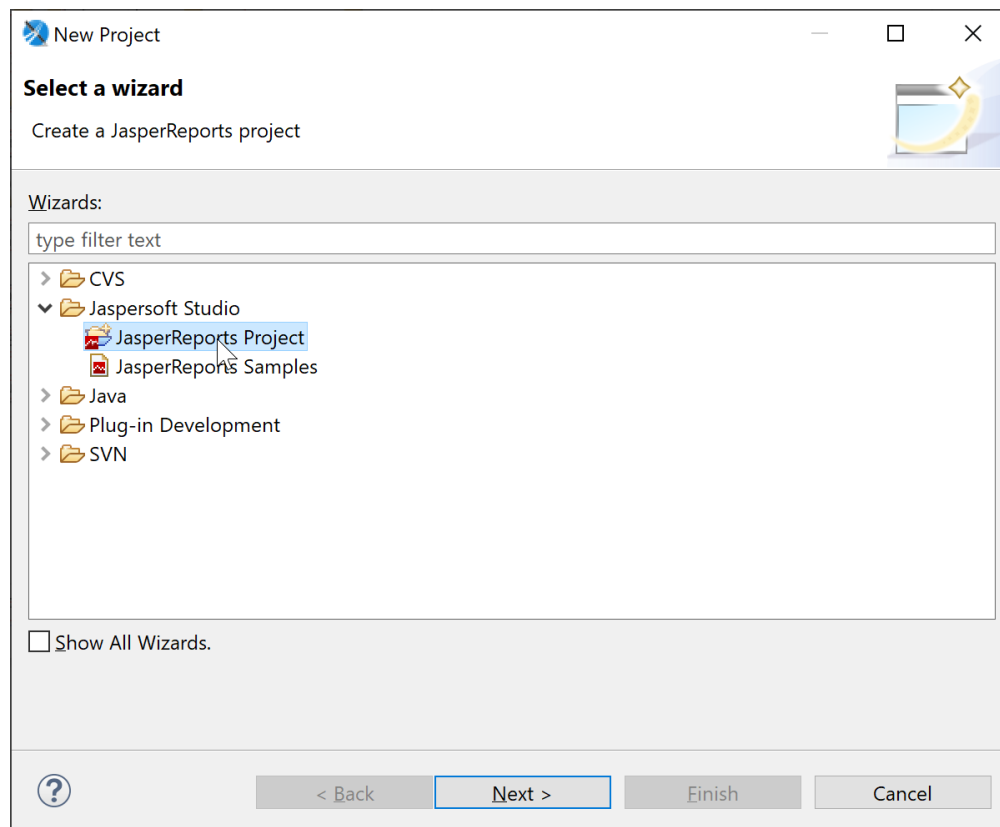 New Project
Select a wizard
Create a JasperReports project
Wizards:
type filter text
CVS
Jaspersoft Studio
JasperReports Project
JasperReports Samples
Java
Plug-in Development
SVN
Show All Wizards.
? < Back Next > Finish Cancel